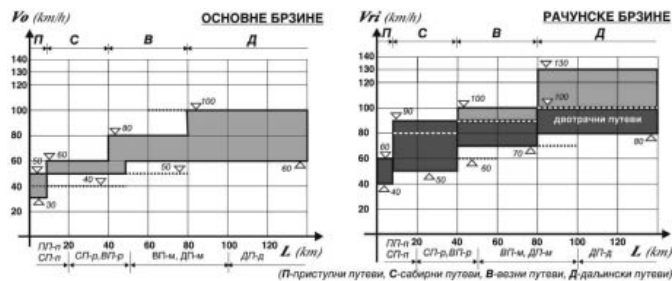 Vo (km/h) ОСНОВНЕ БРЗИНЕ
П С В Д
140
120
100
80
60
40
20
50 60 80 100
30 40 50 60
20 40 60 80 100 L (km)
ПП-п СП-р,ВП-р ВП-м, ДП-м ДП-д
СП-п
Vri (km/h) РАЧУНСКЕ БРЗИНЕ
П С В Д
140
120
100
80
60
40
20
60 90 100 130
100
двотрачни путеви
40 50 60 70 80
20 40 60 80 100 L (km)
ПП-п СП-р,ВП-р ВП-м, ДП-м ДП-д
СП-п
(П-приступни путеви, С-сабирни путеви, В-везни путеви, Д-даљински путеви)